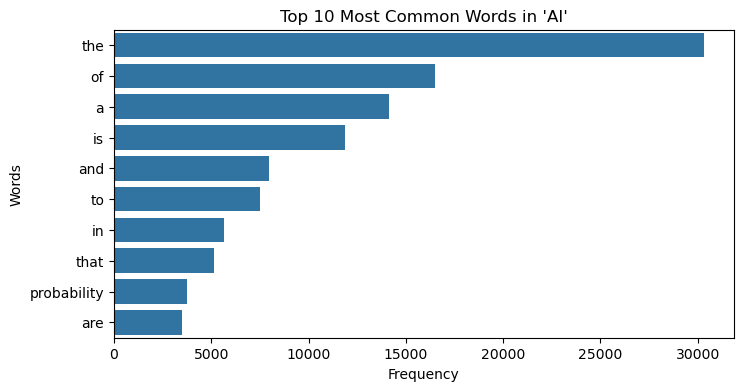 Top 10 Most Common Words in 'AI'
the
of
a
is
and
to
in
that
probability
are
Words
0 5000 10000 15000 20000 25000 30000
Frequency